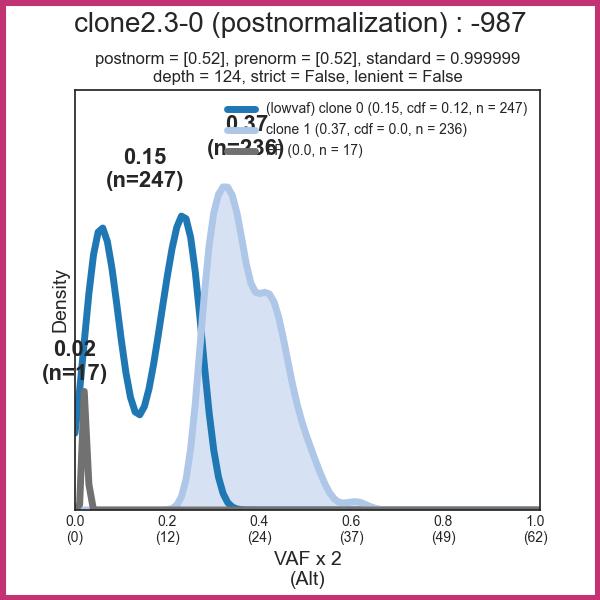 clone2.3-0 (postnormalization) : -987
postnorm = [0.52], prenorm = [0.52], standard = 0.999999
depth = 124, strict = False, lenient = False
(lowvaf) clone 0 (0.15, cdf = 0.12, n = 247)
0.37
clone 1 (0.37, cdf = 0.0, n = 236)
(n=236)
(0.0, n = 17)
0.15
(n=247)
Density
0.02
(n=17)
0.0 0.2 0.4 0.6 0.8 1.0
(0) (12) (24) (37) (49) (62)
VAF x 2
(Alt)